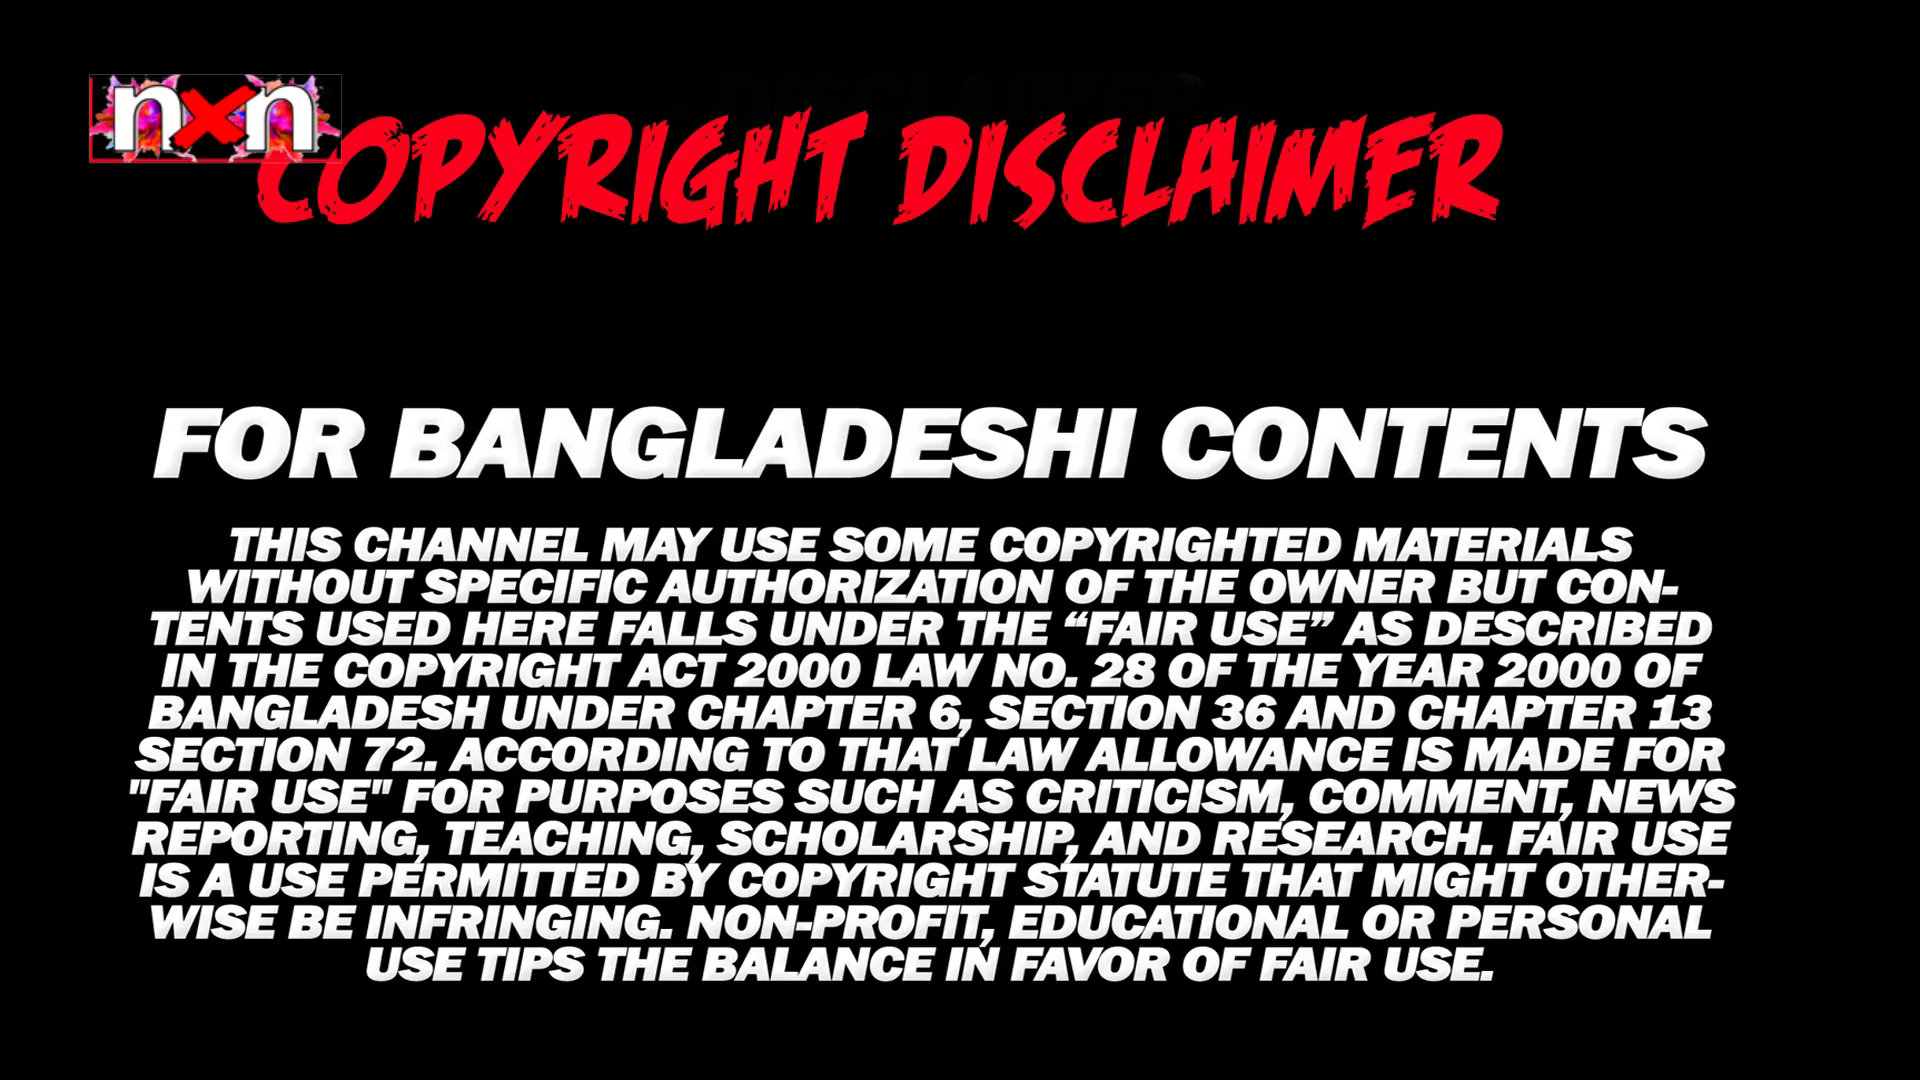 DISCLAIMER
nxn
COPYRIGHT DISCLAIMER
FOR BANGLADESHI CONTENTS
THIS CHANNEL MAY USE SOME COPYRIGHTED MATERIALS
WITHOUT SPECIFIC AUTHORIZATION OF THE OWNER BUT CON-
TENTS USED HERE FALLS UNDER THE “FAIR USE” AS DESCRIBED
IN THE COPYRIGHT ACT 2000 LAW NO. 28 OF THE YEAR 2000 OF
BANGLADESH UNDER CHAPTER 6, SECTION 36 AND CHAPTER 13
SECTION 72. ACCORDING TO THAT LAW ALLOWANCE IS MADE FOR
"FAIR USE" FOR PURPOSES SUCH AS CRITICISM, COMMENT, NEWS
REPORTING, TEACHING, SCHOLARSHIP, AND RESEARCH. FAIR USE
IS A USE PERMITTED BY COPYRIGHT STATUTE THAT MIGHT OTHER-
WISE BE INFRINGING. NON-PROFIT, EDUCATIONAL OR PERSONAL
USE TIPS THE BALANCE IN FAVOR OF FAIR USE.